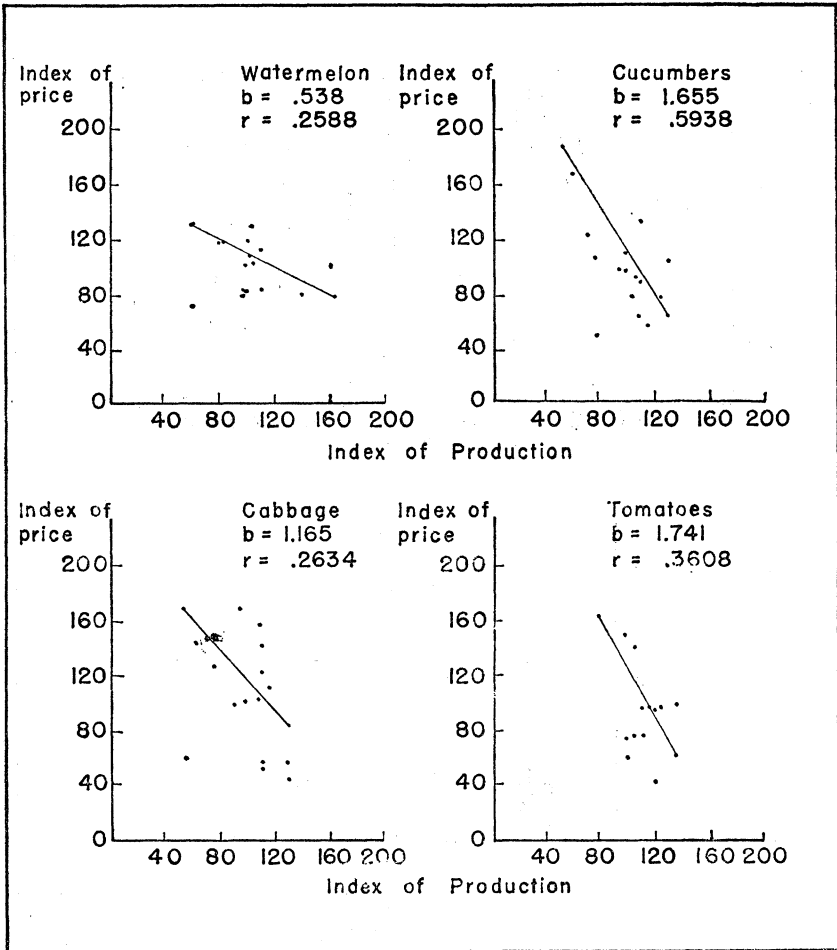 Index of price
Watermelon
b = .538
r = .2588
200
160
120
80
40
0
40 80 120 160 200
Index of price
Cucumbers
b = 1.655
r = .5938
200
160
120
80
40
0
40 80 120 160 200
Index of Production
Index of price
Cabbage
b = 1.165
r = .2634
200
160
120
80
40
0
40 80 120 160 200
Index of price
Tomatoes
b = 1.741
r = .3608
200
160
120
80
40
0
40 80 120 160 200
Index of Production